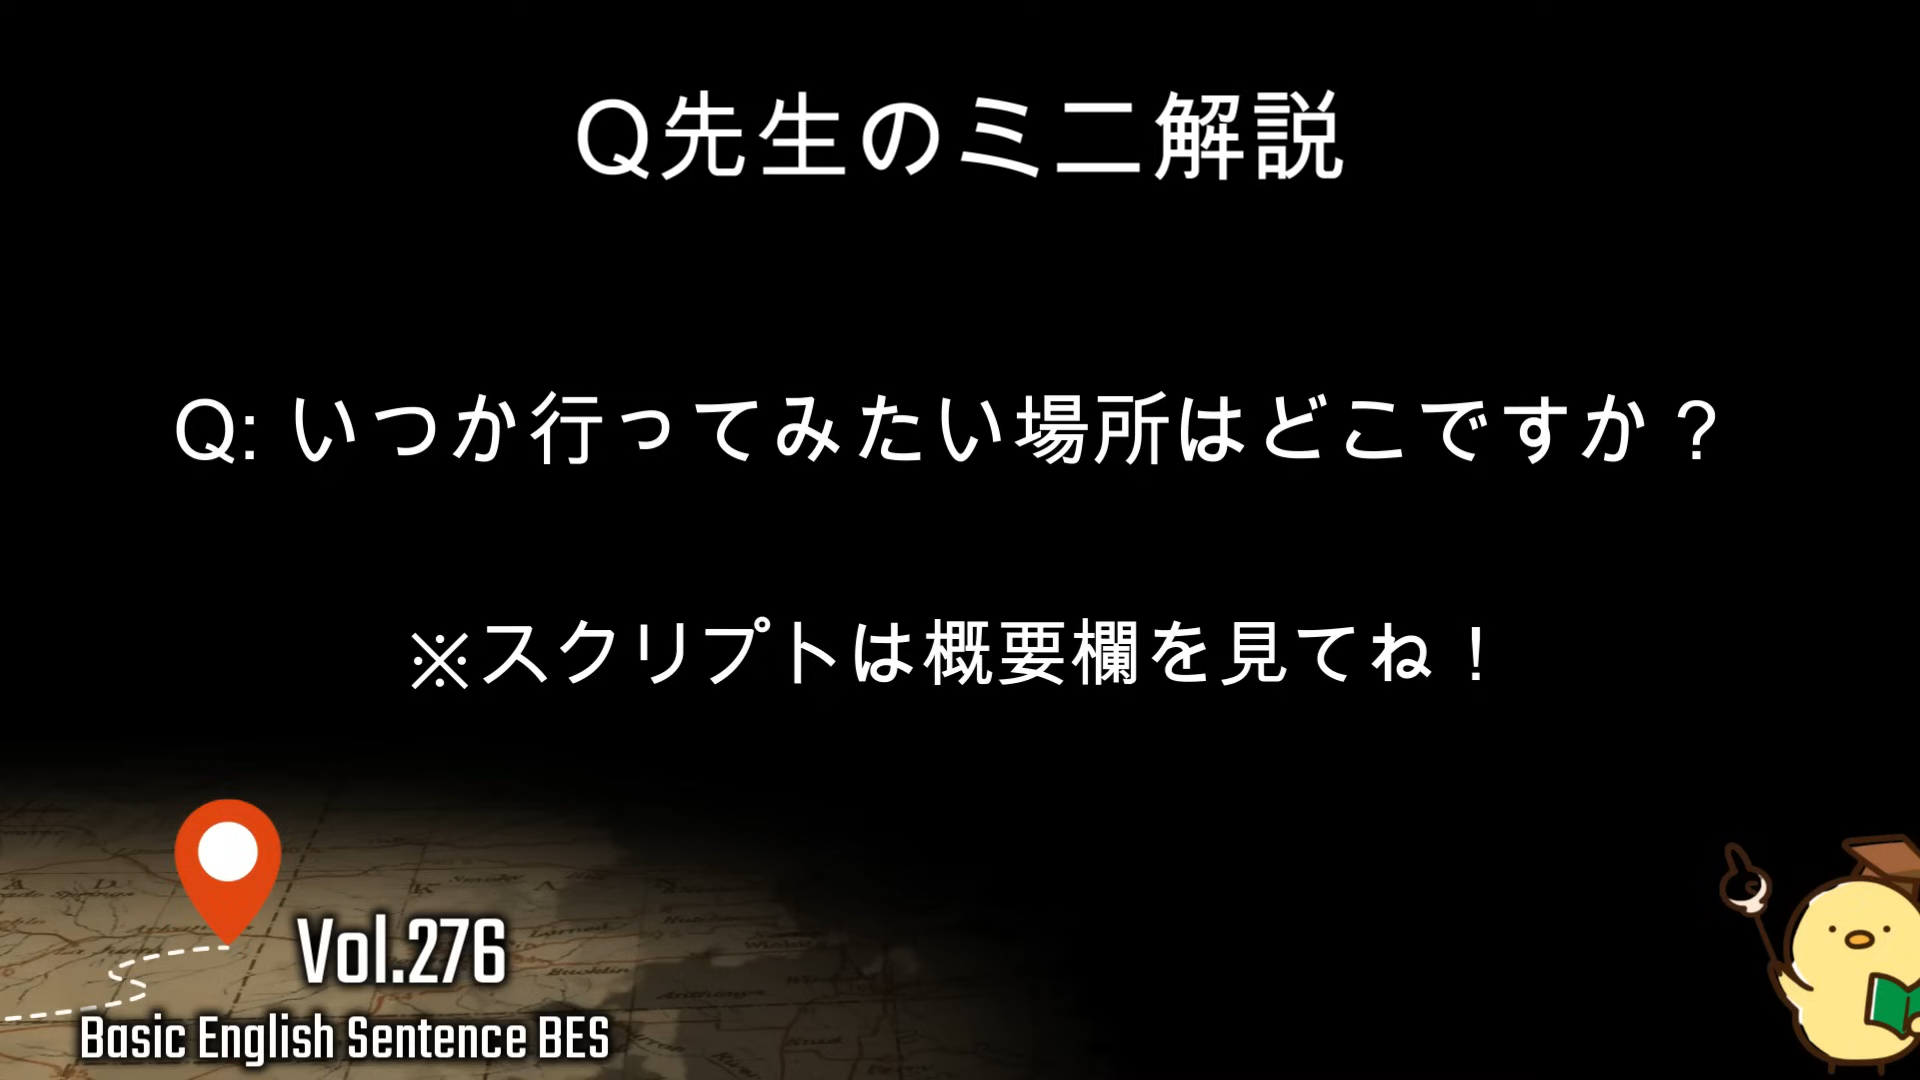 Q先生のミニ解説
Q: いつか行ってみたい場所はどこですか？
※スクリプトは概要欄を見てね！
Vol.276
Basic English Sentence BES